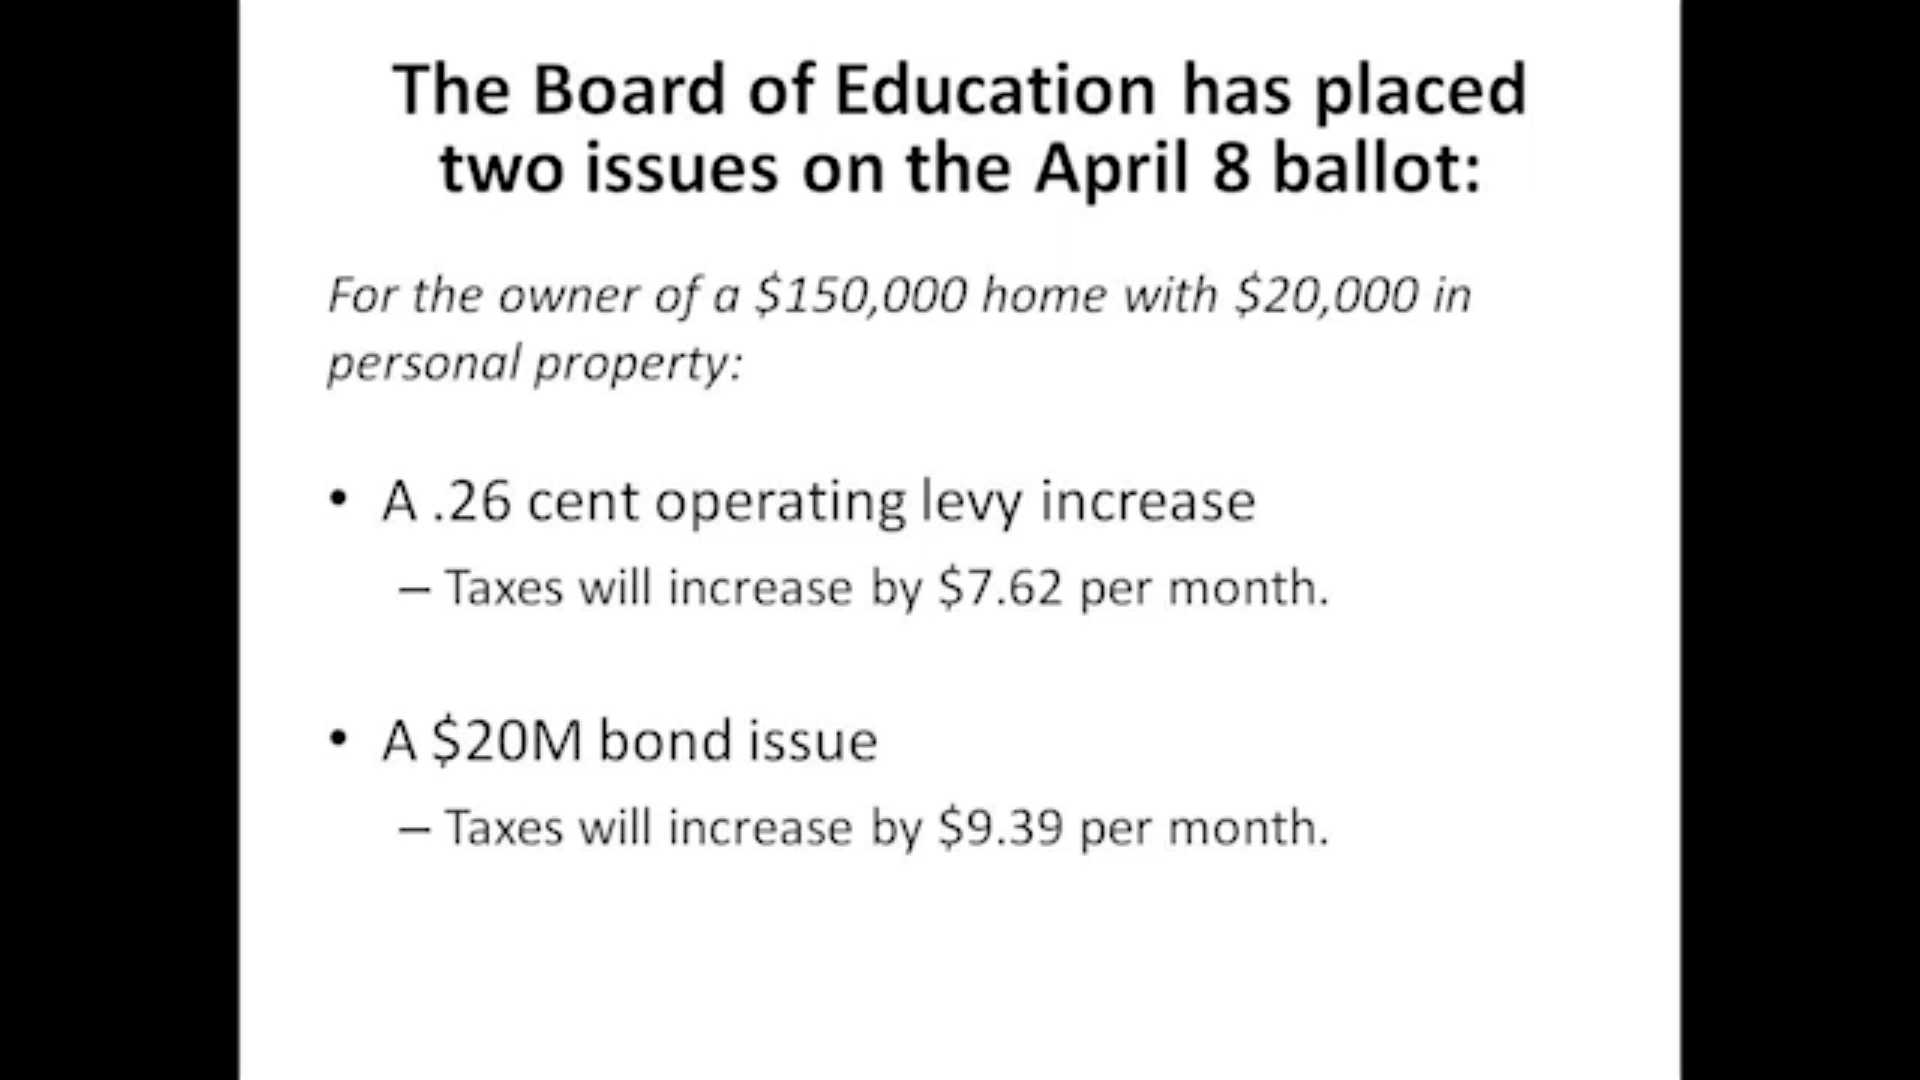 The Board of Education has placed
two issues on the April 8 ballot:
For the owner of a $150,000 home with $20,000 in
personal property:
• A .26 cent operating levy increase
– Taxes will increase by $7.62 per month.
• A $20M bond issue
– Taxes will increase by $9.39 per month.